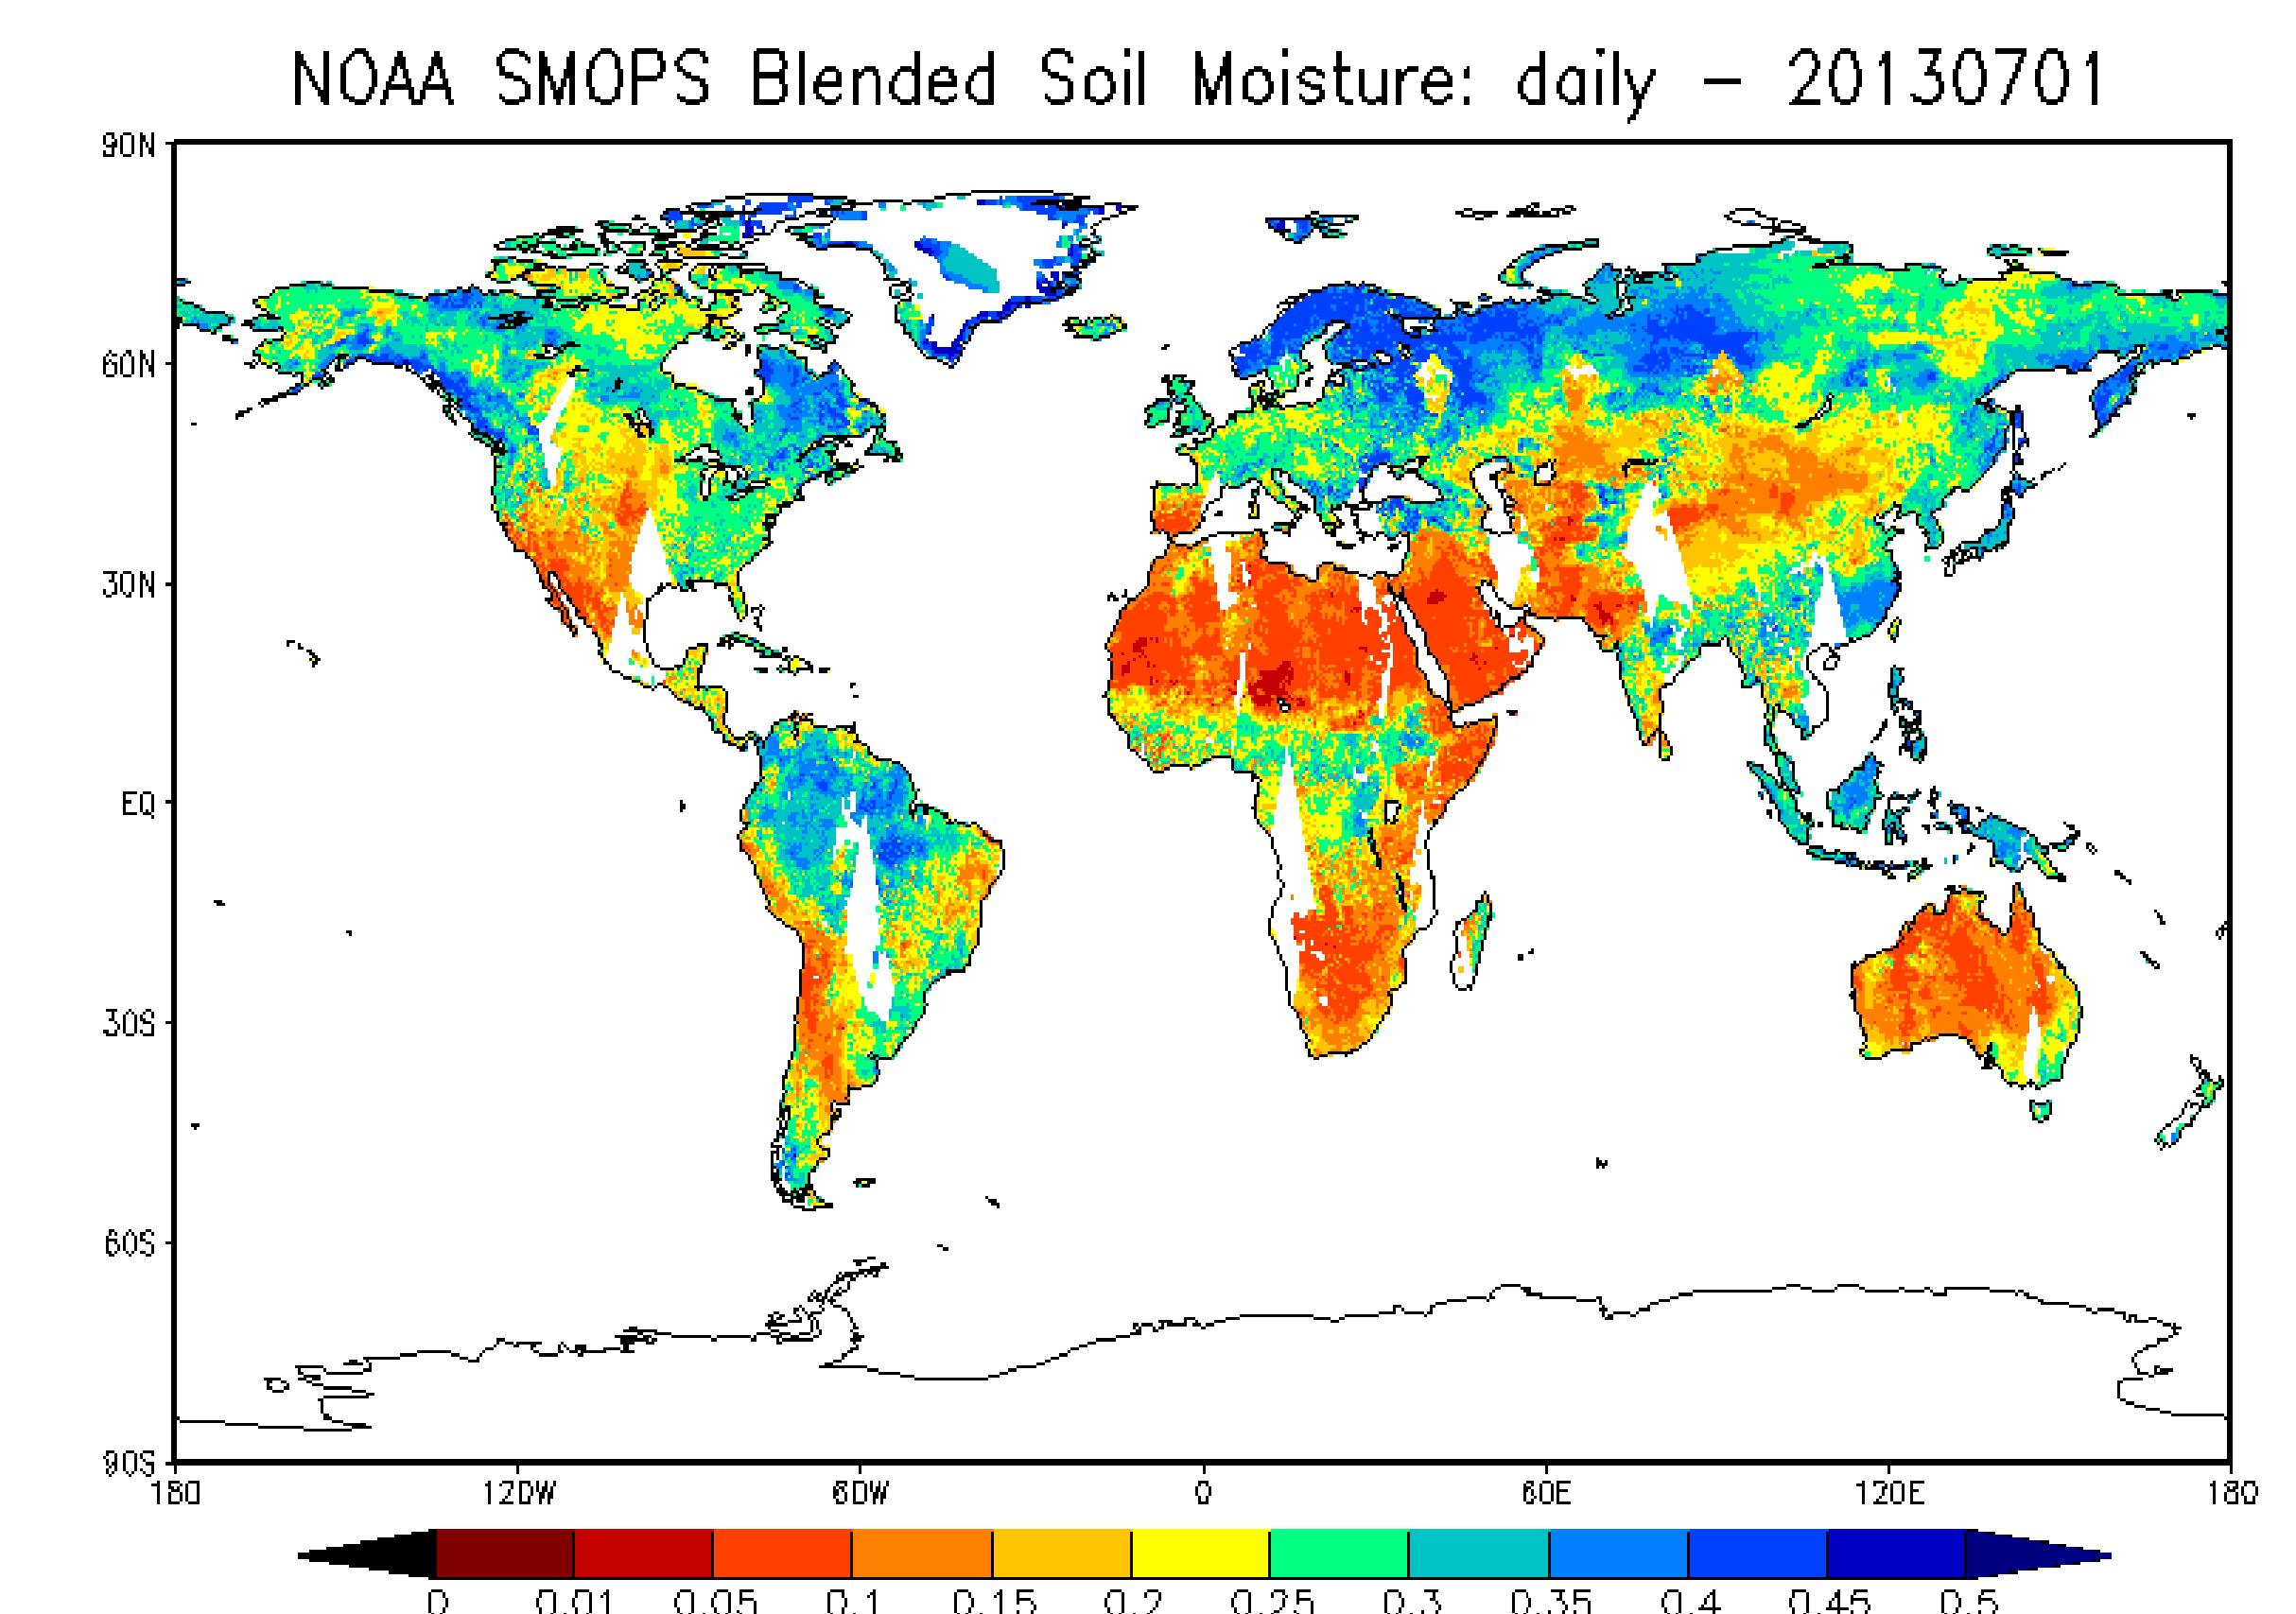 NOAA SMOPS Blended Soil Moisture: daily – 20130701
90N
60N
30N
EQ
30S
60S
90S
180 120W 60W 0 60E 120E 180
0 0.01 0.05 0.1 0.15 0.2 0.25 0.3 0.35 0.4 0.45 0.5